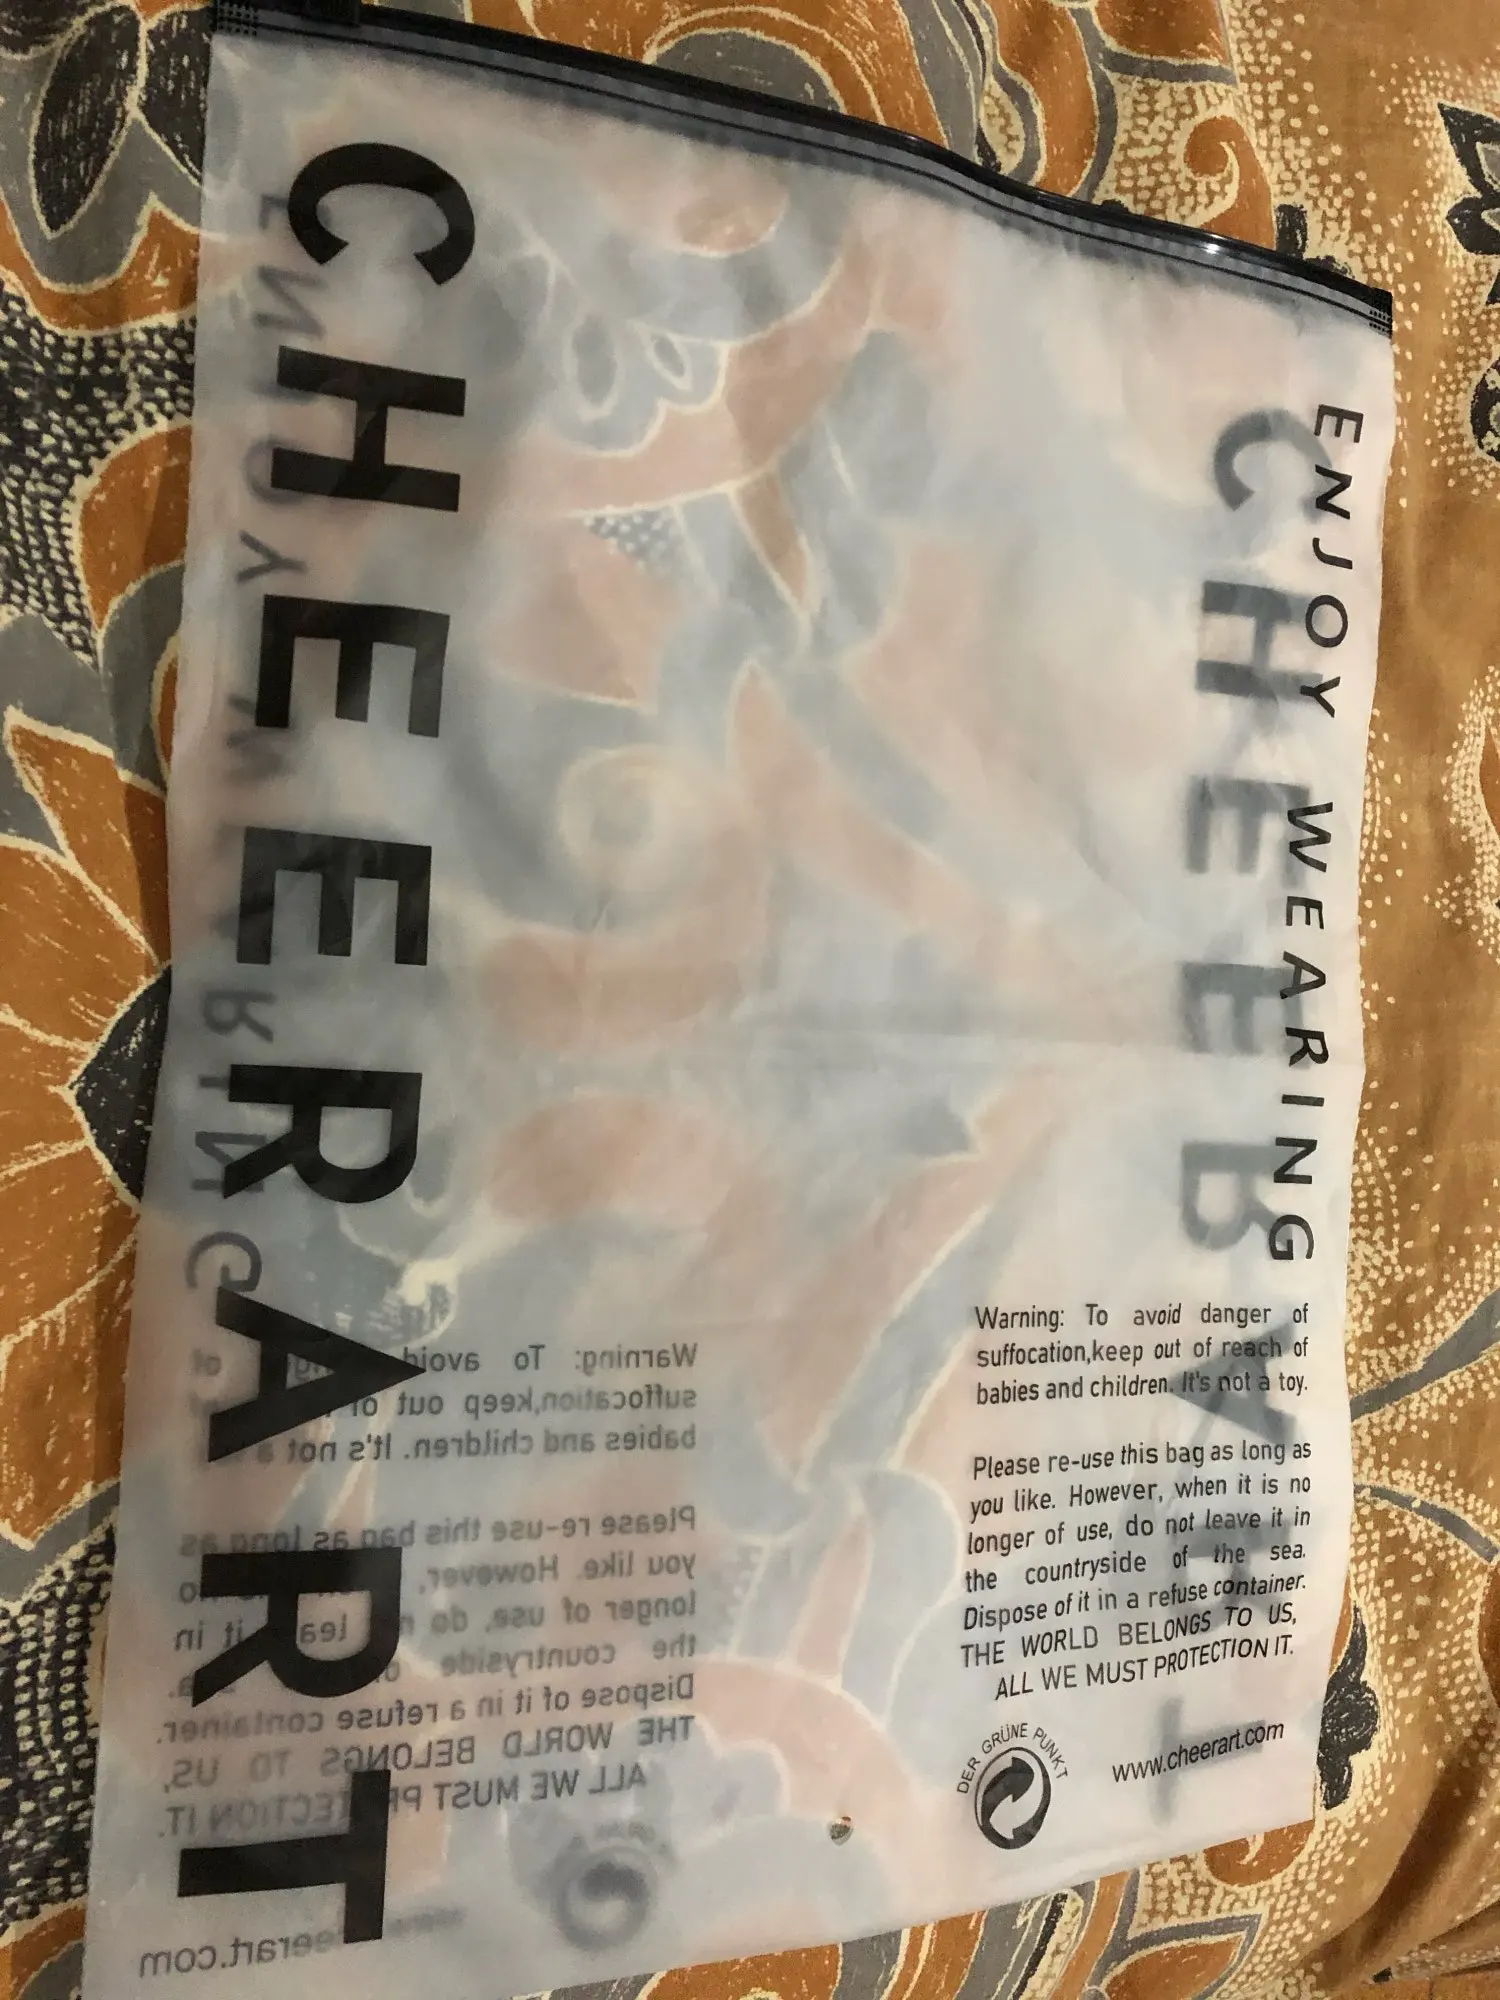 CHEERART
ENJOY WEARING
Warning: To avoid danger of
suffocation,keep out of reach of
babies and children. It's not a toy.
Please re-use this bag as long as
you like. However, when it is no
longer of use, do not leave it in
the countryside of the sea.
Dispose of it in a refuse container.
THE WORLD BELONGS TO US,
ALL WE MUST PROTECTION IT.
DER GRÜNE PUNKT
www.cheerart.com